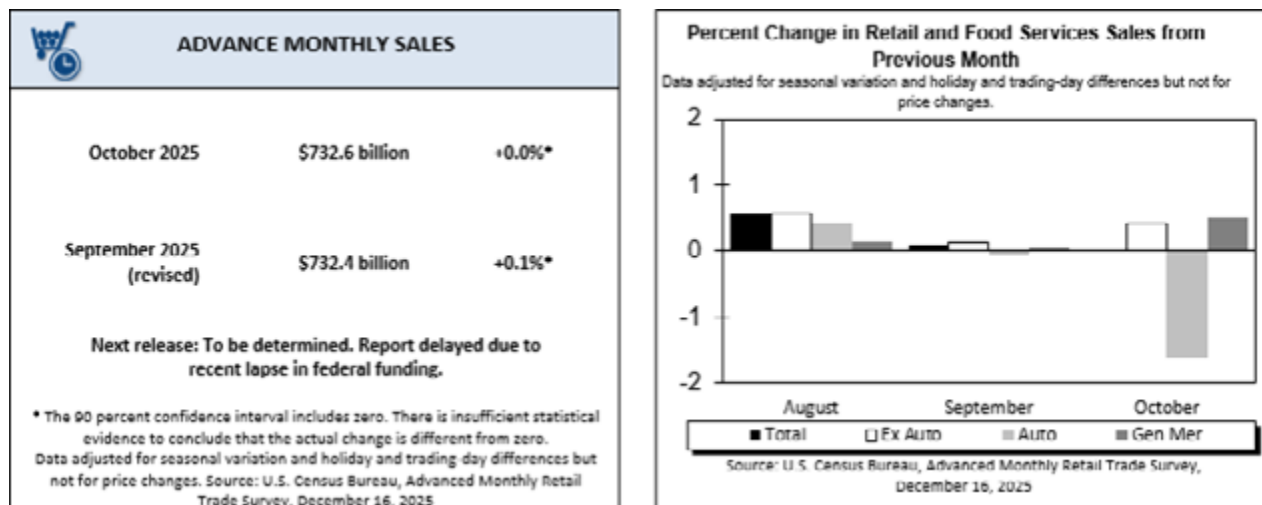 ADVANCE MONTHLY SALES
October 2025 $732.6 billion +0.0%*
September 2025
(revised) $732.4 billion +0.1%*
Next release: To be determined. Report delayed due to
recent lapse in federal funding.
* The 90 percent confidence interval includes zero. There is insufficient statistical
evidence to conclude that the actual change is different from zero.
Data adjusted for seasonal variation and holiday and trading-day differences but
not for price changes. Source: U.S. Census Bureau, Advanced Monthly Retail
Trade Survey, December 16, 2025
Percent Change in Retail and Food Services Sales from
Previous Month
Data adjusted for seasonal variation and holiday and trading-day differences but not for
price changes.
2
1
0
-1
-2
August September October
Total Ex Auto Auto Gen Mer
Source: U.S. Census Bureau, Advanced Monthly Retail Trade Survey,
December 16, 2025